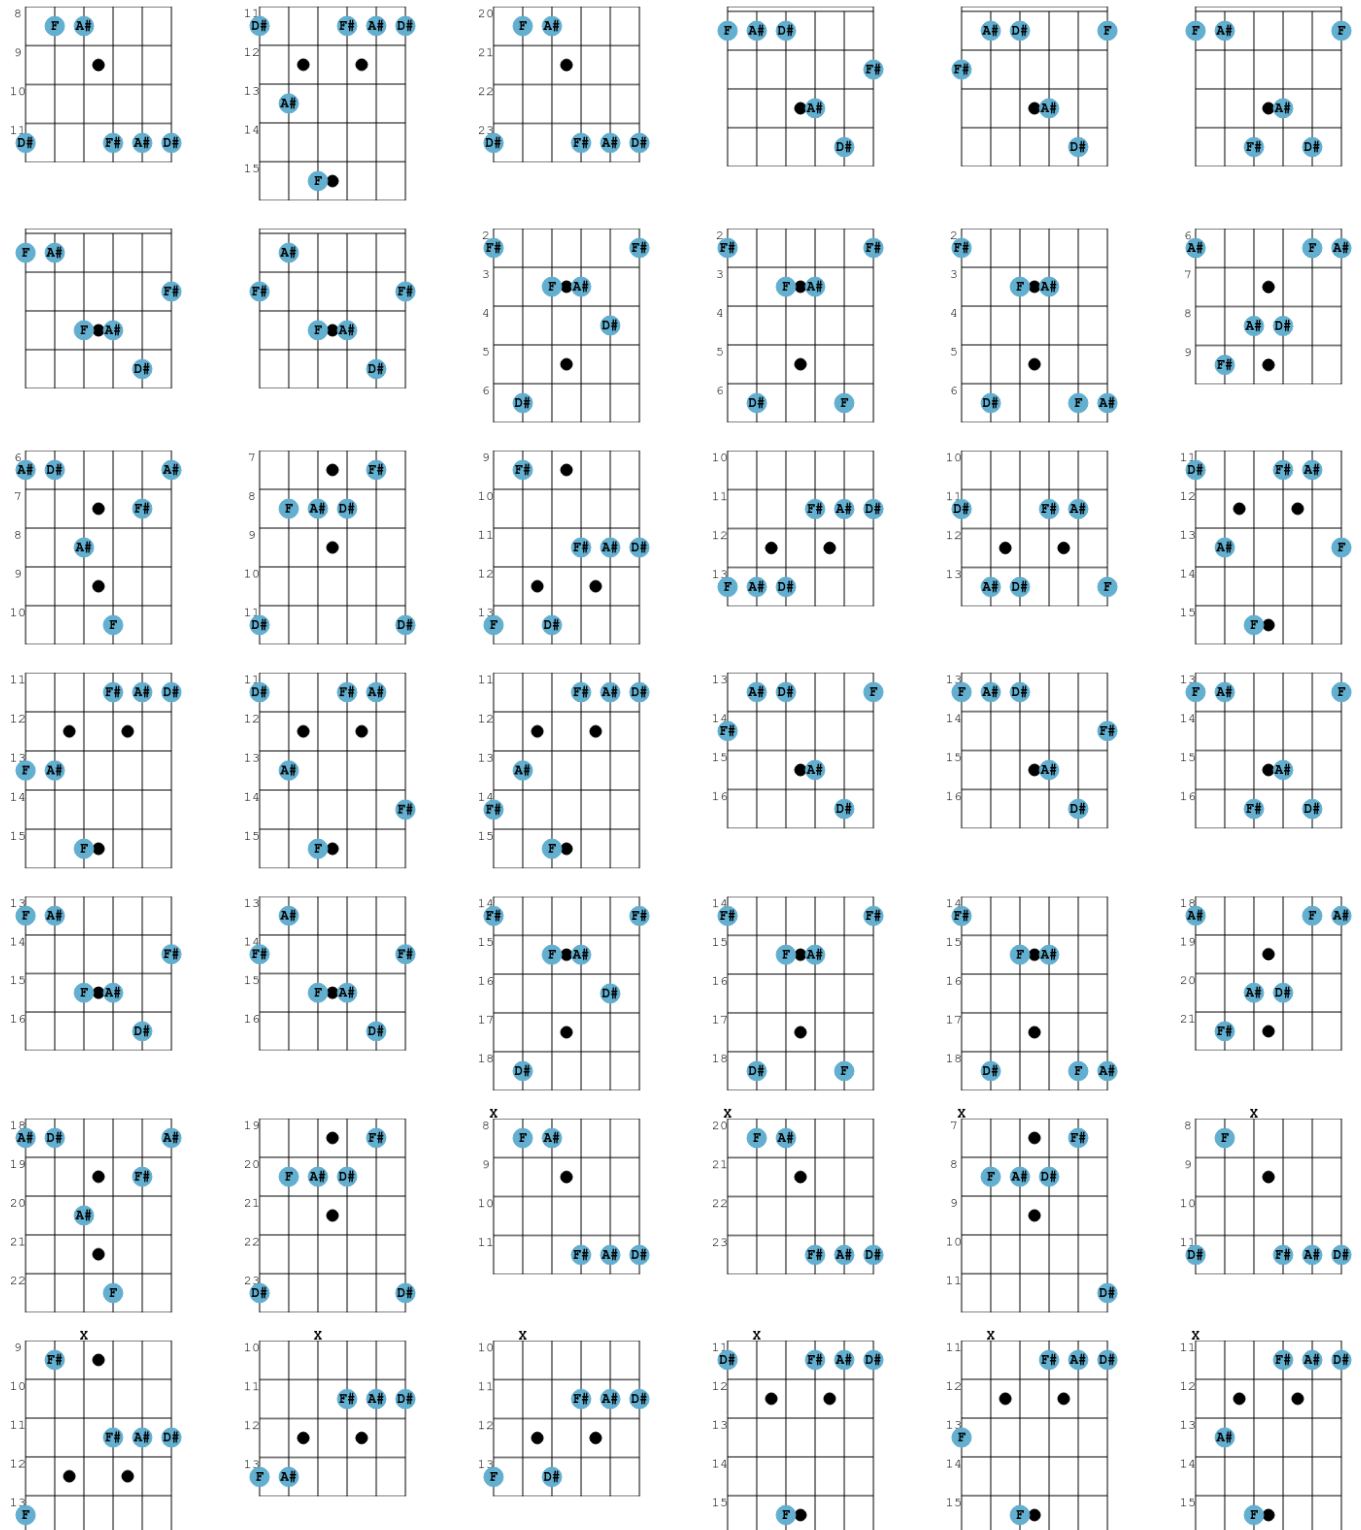 8 F A#
9
10
11 D# F# A# D#
11 D# F# A# D#
12
13 A#
14
15 F
20 F A#
21
22
23 D# F# A# D#
F A# D#
F#
A#
D#
A# D# F
F#
A#
D#
F A# F
A#
F# D#
F A#
F#
F A#
D#
A#
F# F#
F A#
D#
2 F# F#
3 F A#
4 D#
5
6 D#
2 F# F#
3 F A#
4
5
6 D# F
2 F#
3 F A#
4
5
6 D# F A#
6 A# F A#
7
8 A# D#
9 F#
6 A# D# A#
7 F#
8 A#
9
10 F
7 F#
8 F A# D#
9
10
11 D# D#
9 F#
10
11 F# A# D#
12
13 F D#
10
11 F# A# D#
12
13 F A# D#
10
11 D# F# A#
12
13 A# D# F
11 D# F# A#
12
13 A# F
14
15 F
11 F# A# D#
12
13 F A#
14
15 F
11 D# F# A#
12
13 A#
14 F#
15 F
11 F# A# D#
12
13 A#
14 F#
15 F
13 A# D# F
14 F#
15 A#
16 D#
13 F A# D#
14 F#
15 A#
16 D#
13 F A# F
14
15 A#
16 F# D#
13 F A#
14 F#
15 F A#
16 D#
13 A#
14 F# F#
15 F A#
16 D#
14 F# F#
15 F A#
16 D#
17
18 D#
14 F# F#
15 F A#
16
17
18 D# F
14 F#
15 F A#
16
17
18 D# F A#
18 A# F A#
19
20 A# D#
21 F#
18 A# D# A#
19 F#
20 A#
21
22 F
19 F#
20 F A# D#
21
22
23 D# D#
X
8 F A#
9
10
11 F# A# D#
X
20 F A#
21
22
23 F# A# D#
X
7 F#
8 F A# D#
9
10
11 D#
X
8 F
9
10
11 D# F# A# D#
X
9 F#
10
11 F# A# D#
12
13 F
X
10
11 F# A# D#
12
13 F A#
X
10
11 F# A# D#
12
13 F D#
X
11 D# F# A# D#
12
13
14
15 F
X
11 F# A# D#
12
13 F
14
15 F
X
11 F# A# D#
12
13 A#
14
15 F